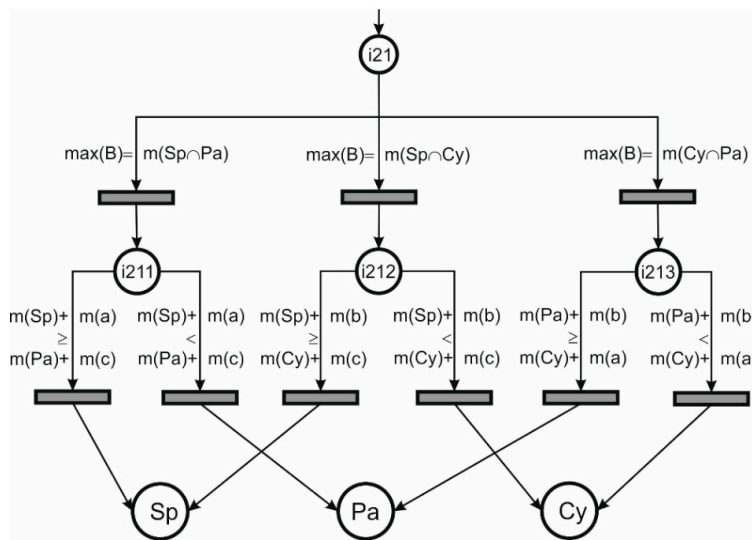 i21
max(B)= m(Sp∩Pa)
max(B)= m(Sp∩Cy)
max(B)= m(Cy∩Pa)
i211
i212
i213
m(Sp)+ m(a)
≥
m(Pa)+ m(c)
m(Sp)+ m(a)
<
m(Pa)+ m(c)
m(Sp)+ m(b)
≥
m(Cy)+ m(c)
m(Sp)+ m(b)
<
m(Cy)+ m(c)
m(Pa)+ m(b)
≥
m(Cy)+ m(a)
m(Pa)+ m(b
<
m(Cy)+ m(a
Sp
Pa
Cy